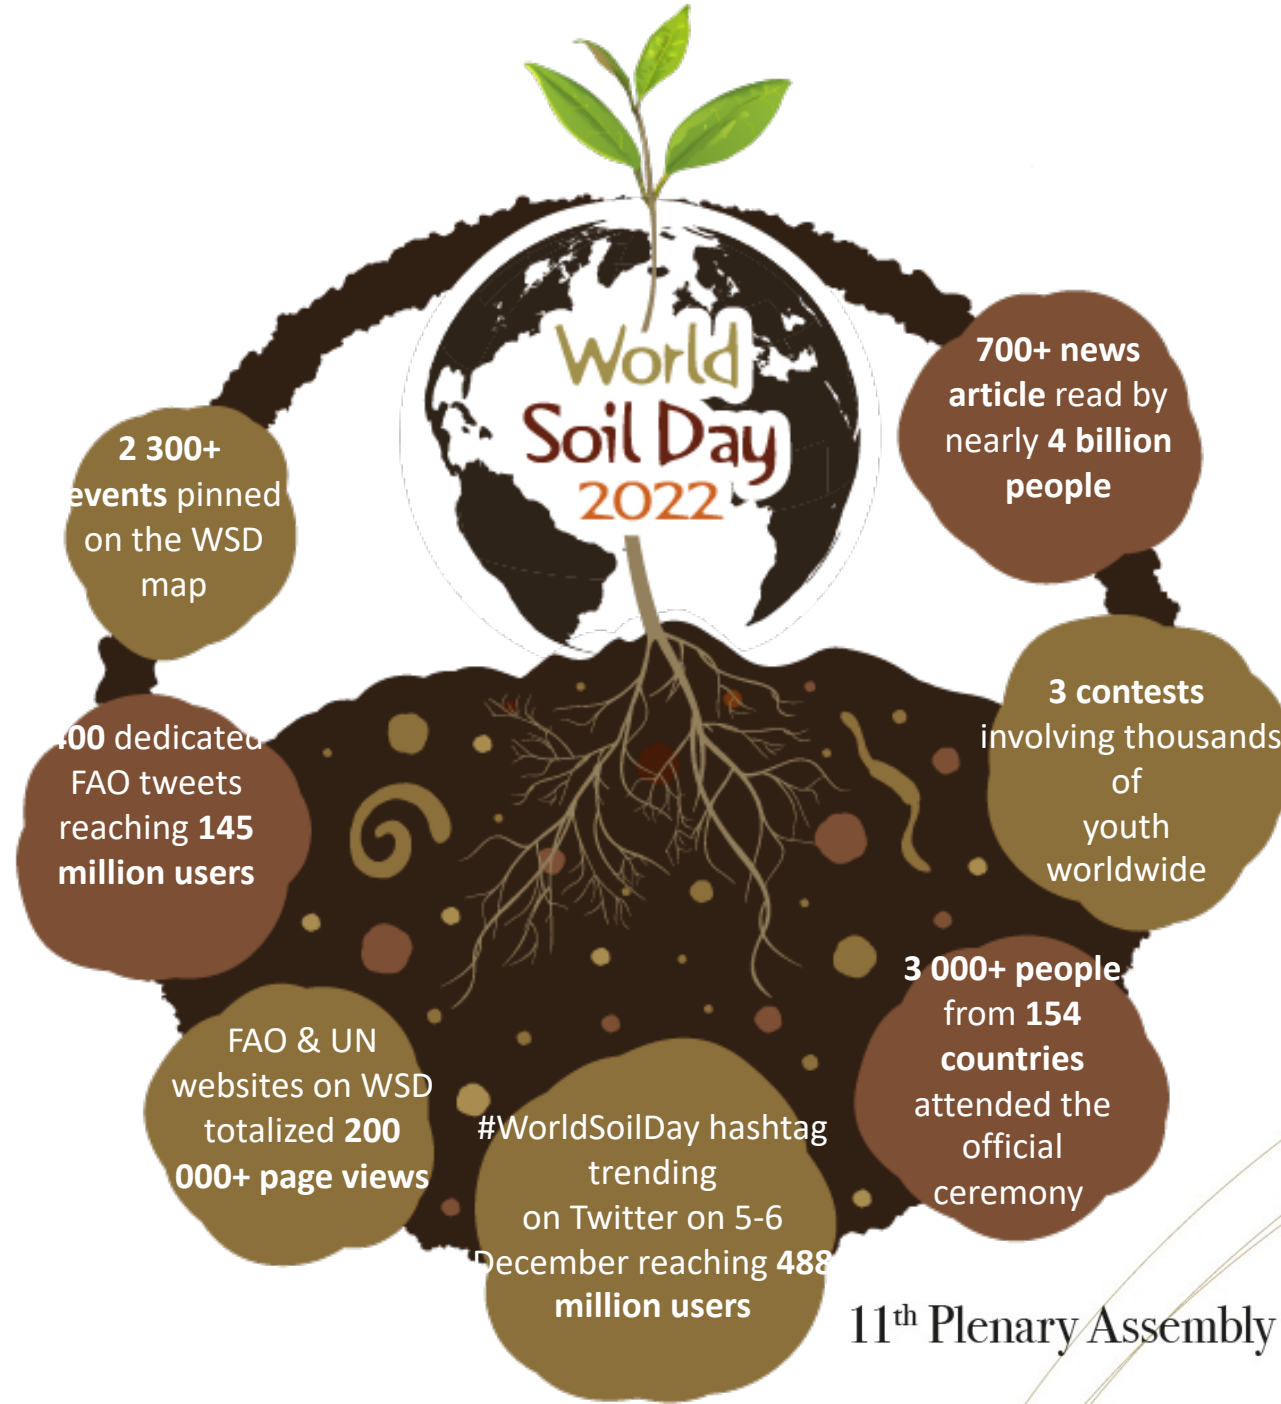 World
Soil Day
2022
700+ news
article read by
nearly 4 billion
people
2 300+
events pinned
on the WSD
map
3 contests
involving thousands
of
youth
worldwide
400 dedicated
FAO tweets
reaching 145
million users
3 000+ people
from 154
countries
attended the
official
ceremony
FAO & UN
websites on WSD
totalized 200
000+ page views
#WorldSoilDay hashtag
trending
on Twitter on 5-6
December reaching 488
million users
11th Plenary Assembly